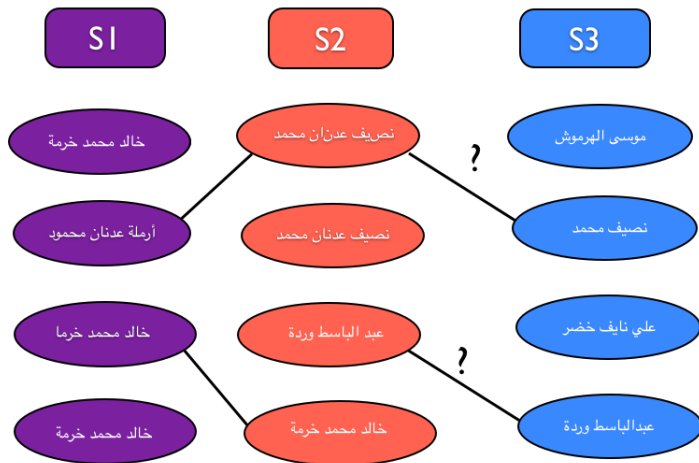 S1
S2
S3
خالد محمد خرمة
نصيف عدنان محمد
موسى الهرموش
?
أرملة عدنان محمود
نصيف عدنان محمد
نصيف محمد
خالد محمد خرما
عبد الباسط وردة
علي نايف خضر
?
خالد محمد خرمة
خالد محمد خرمة
عبدالباسط وردة